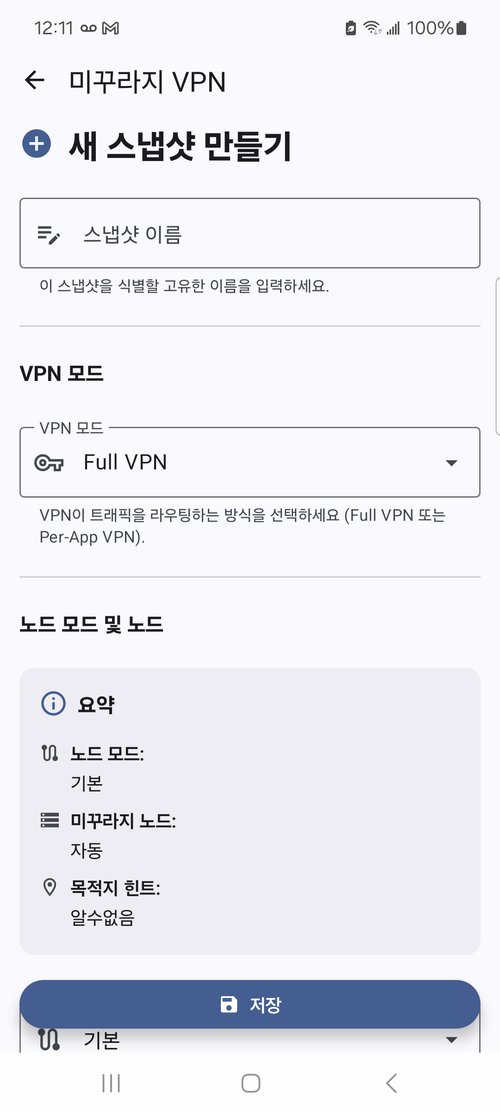 12:11
100%
미꾸라지 VPN
새 스냅샷 만들기
스냅샷 이름
이 스냅샷을 식별할 고유한 이름을 입력하세요.
VPN 모드
VPN 모드
Full VPN
VPN이 트래픽을 라우팅하는 방식을 선택하세요 (Full VPN 또는
Per-App VPN).
노드 모드 및 노드
요약
노드 모드:
기본
미꾸라지 노드:
자동
목적지 힌트:
알수없음
저장
기본